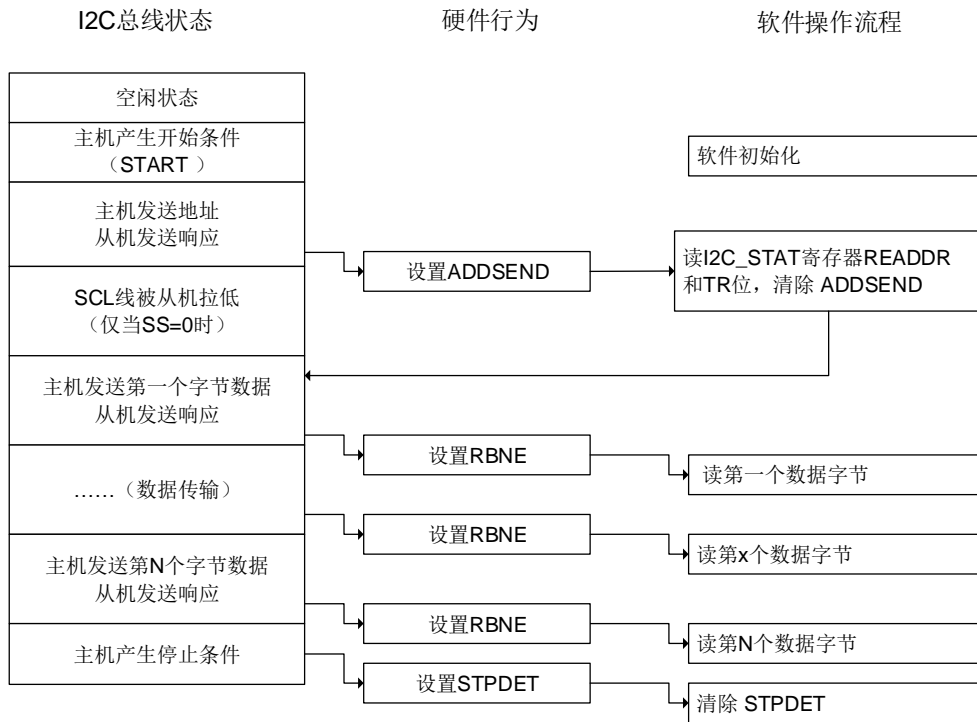 I2C总线状态
硬件行为
软件操作流程
空闲状态
主机产生开始条件
（START ）
软件初始化
主机发送地址
从机发送响应
设置ADDSEND
读I2C_STAT寄存器READDR
和TR位，清除 ADDSEND
SCL线被从机拉低
（仅当SS=0时）
主机发送第一个字节数据
从机发送响应
设置RBNE
读第一个数据字节
……（数据传输）
设置RBNE
读第x个数据字节
主机发送第N个字节数据
从机发送响应
设置RBNE
读第N个数据字节
主机产生停止条件
设置STPDET
清除 STPDET